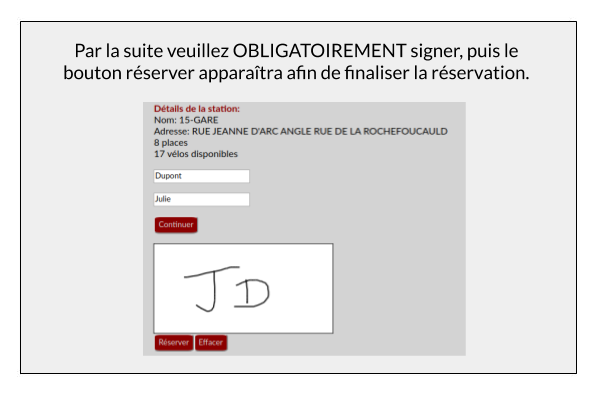 Par la suite veuillez OBLIGATOIREMENT signer, puis le
bouton réserver apparaîtra afin de finaliser la réservation.
Détails de la station:
Nom: 15-GARE
Adresse: RUE JEANNE D'ARC ANGLE RUE DE LA ROCHEFOUCAULD
8 places
17 vélos disponibles
Dupont
Julie
Continuer
JD
Réserver Effacer